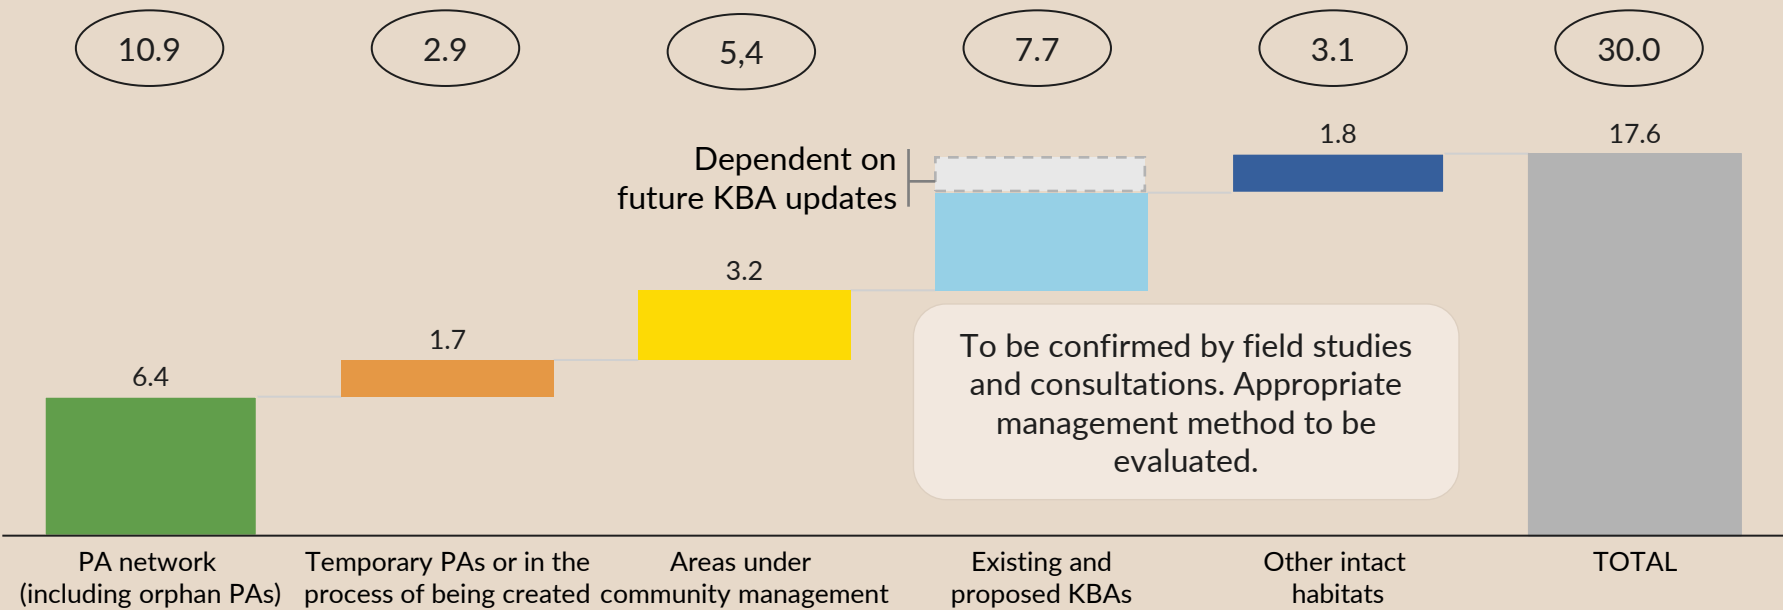 10.9
2.9
5,4
7.7
3.1
30.0
1.8
17.6
Dependent on
future KBA updates
3.2
1.7
6.4
To be confirmed by field studies
and consultations. Appropriate
management method to be
evaluated.
PA network
(including orphan PAs)
Temporary PAs or in the
process of being created
Areas under
community management
Existing and
proposed KBAs
Other intact
habitats
TOTAL